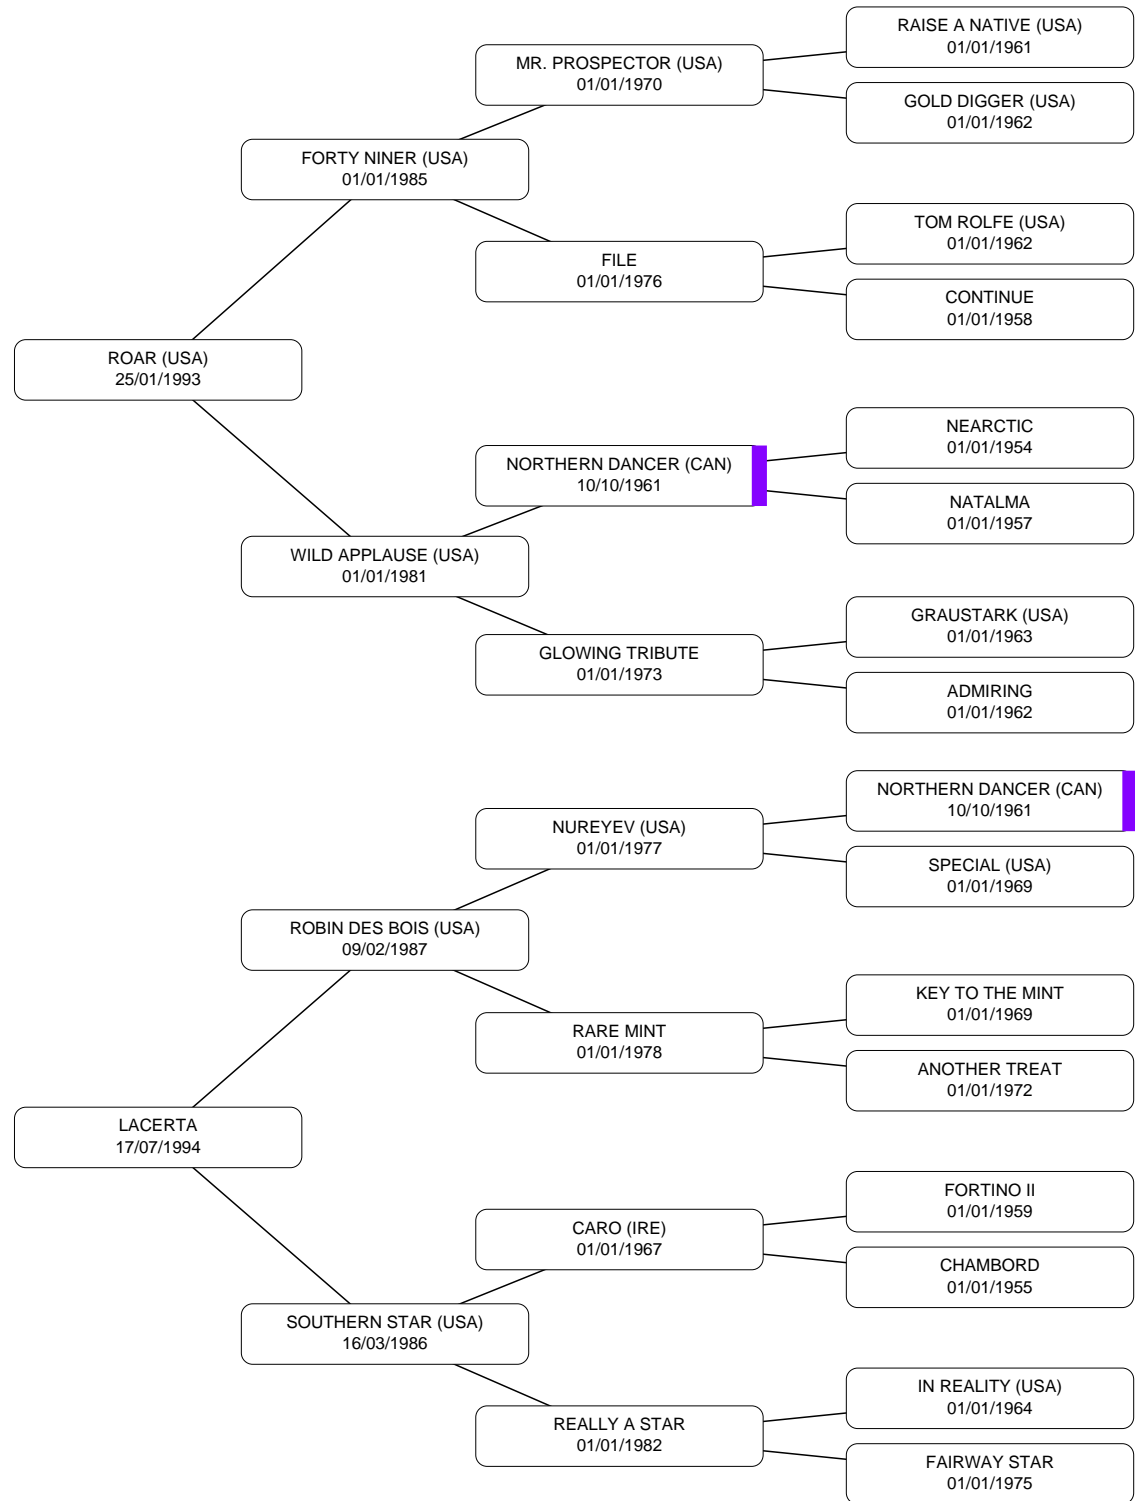 RAISE A NATIVE (USA)
01/01/1961
MR. PROSPECTOR (USA)
01/01/1970
GOLD DIGGER (USA)
01/01/1962
FORTY NINER (USA)
01/01/1985
TOM ROLFE (USA)
01/01/1962
FILE
01/01/1976
CONTINUE
01/01/1958
ROAR (USA)
25/01/1993
NEARCTIC
01/01/1954
NORTHERN DANCER (CAN)
10/10/1961
NATALMA
01/01/1957
WILD APPLAUSE (USA)
01/01/1981
GRAUSTARK (USA)
01/01/1963
GLOWING TRIBUTE
01/01/1973
ADMIRING
01/01/1962
NORTHERN DANCER (CAN)
10/10/1961
NUREYEV (USA)
01/01/1977
SPECIAL (USA)
01/01/1969
ROBIN DES BOIS (USA)
09/02/1987
KEY TO THE MINT
01/01/1969
RARE MINT
01/01/1978
ANOTHER TREAT
01/01/1972
LACERTA
17/07/1994
FORTINO II
01/01/1959
CARO (IRE)
01/01/1967
CHAMBORD
01/01/1955
SOUTHERN STAR (USA)
16/03/1986
IN REALITY (USA)
01/01/1964
REALLY A STAR
01/01/1982
FAIRWAY STAR
01/01/1975